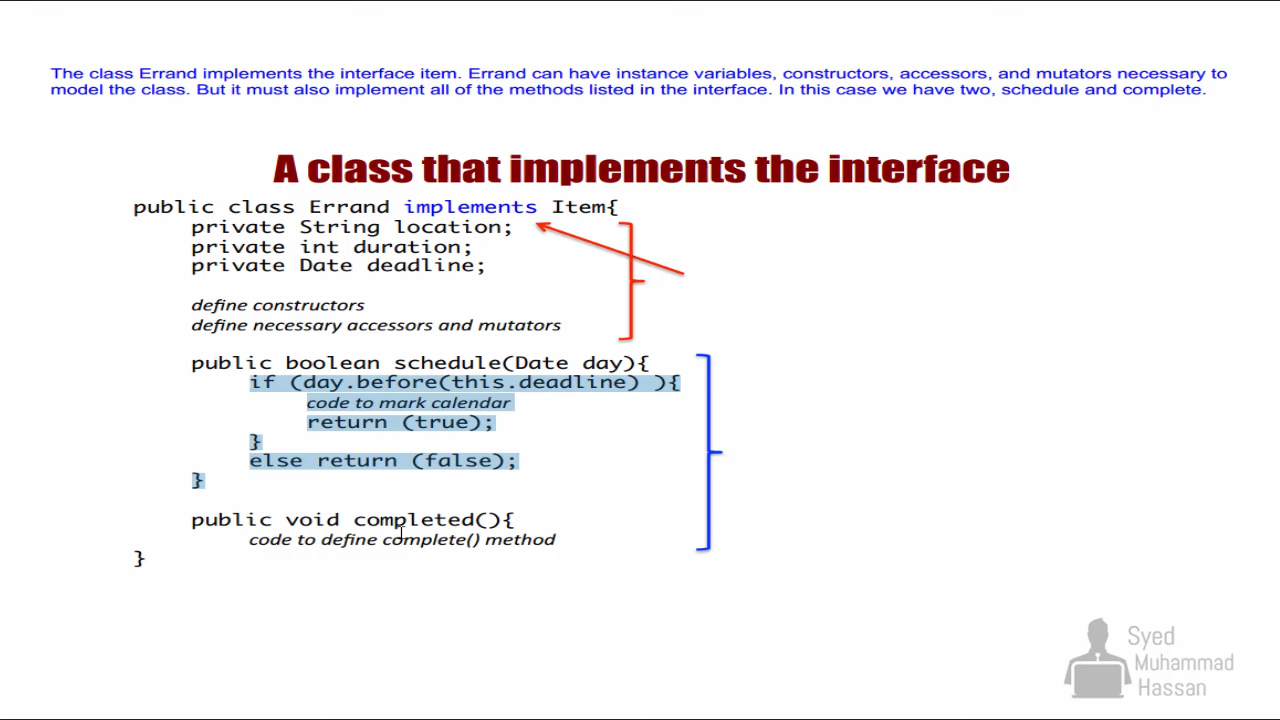 The class Errand implements the interface item. Errand can have instance variables, constructors, accessors, and mutators necessary to
model the class. But it must also implement all of the methods listed in the interface. In this case we have two, schedule and complete.
A class that implements the interface
public class Errand implements Item{
private String location;
private int duration;
private Date deadline;
define constructors
define necessary accessors and mutators
public boolean schedule(Date day){
if (day.before(this.deadline) ){
code to mark calendar
return (true);
}
else return (false);
}
public void completed(){
code to define complete() method
}
Syed
Muhammad
Hassan